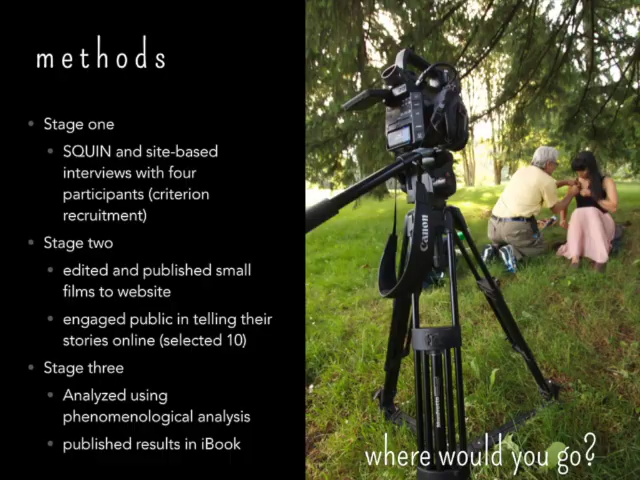 methods
Stage one
SQUIN and site-based
interviews with four
participants (criterion
recruitment)
Stage two
edited and published small
films to website
engaged public in telling their
stories online (selected 10)
Stage three
Analyzed using
phenomenological analysis
published results in iBook
Canon
where would you go?